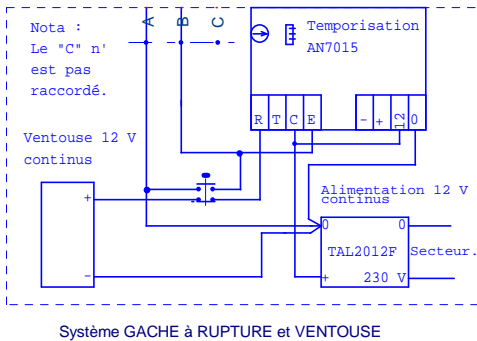 A B C
Nota :
Le "C" n'
est pas
raccordé.
Temporisation
AN7015
R T C E - + 12 0
Ventouse 12 V
continus
+
-
Alimentation 12 V
continus
0 0
TAL2012F Secteur.
+ 230 V
Système GACHE à RUPTURE et VENTOUSE